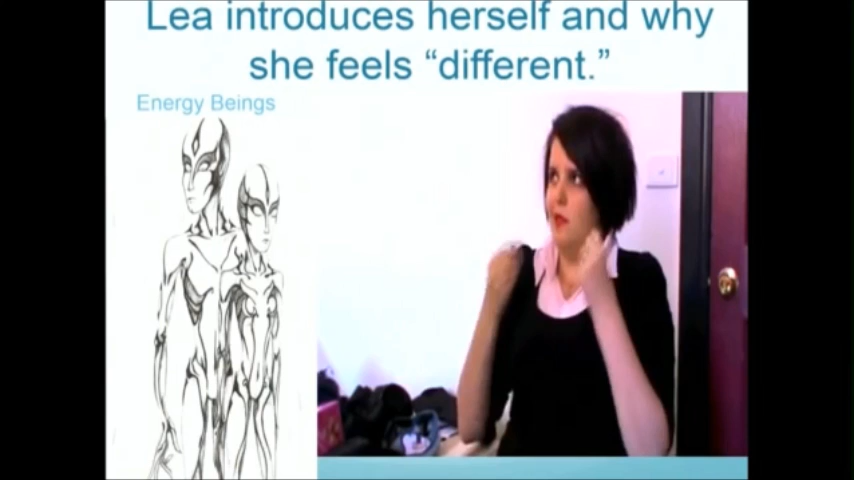 Lea introduces herself and why
she feels “different.”
Energy Beings